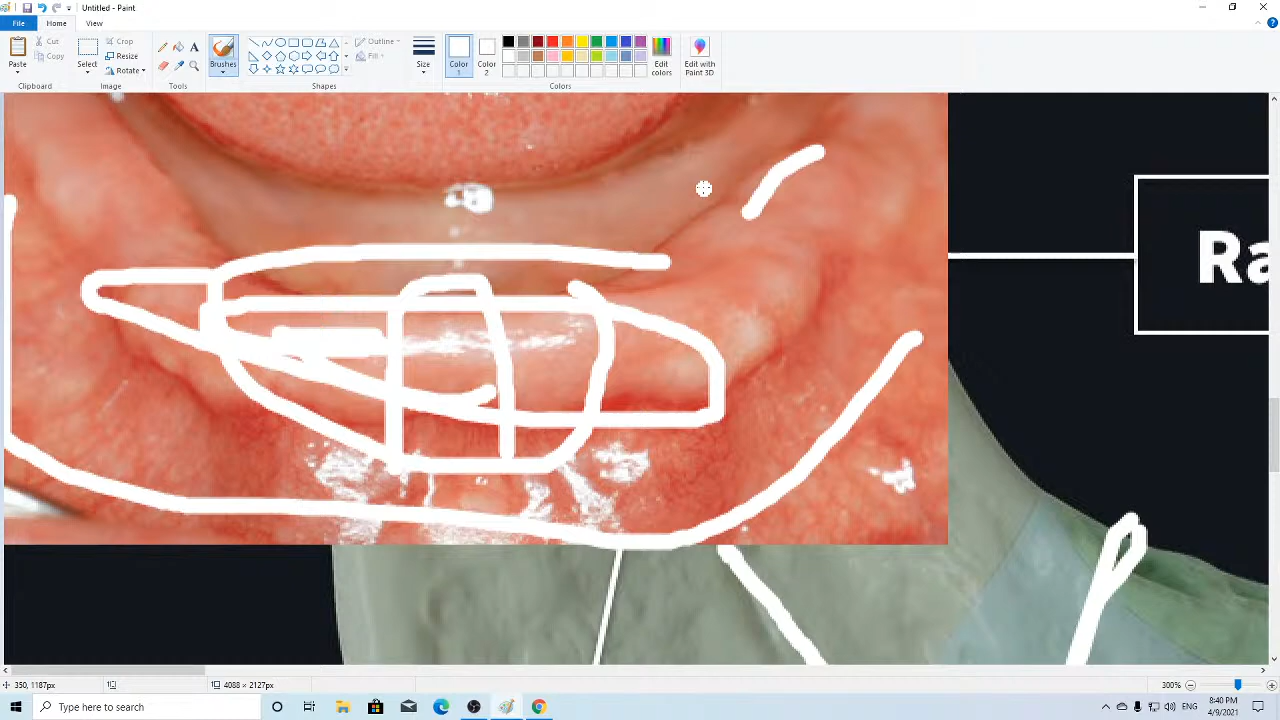 Untitled - Paint
File
Home
View
Paste
Cut
Copy
Clipboard
Select
Crop
Resize
Rotate
Image
A
Tools
Brushes
Outline
Fill
Shapes
Size
Color
1
Color
2
Edit
colors
Edit with
Paint 3D
Colors
Ra
350, 1187px
4088 × 2127px
300%
Type here to search
ENG
8:40 PM
4/9/2021